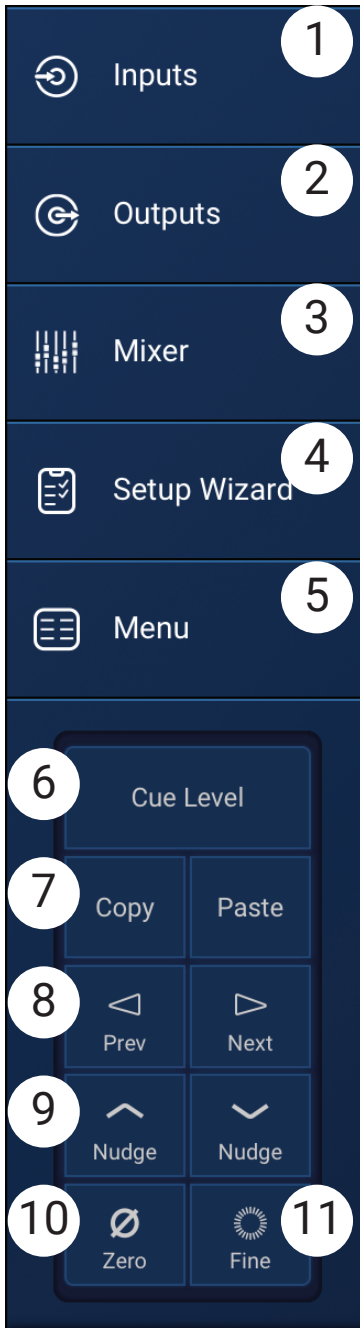 1
Inputs
2
Outputs
3
Mixer
4
Setup Wizard
5
Menu
6
Cue Level
7
Copy Paste
8
Prev Next
9
Nudge Nudge
10 11
Zero Fine